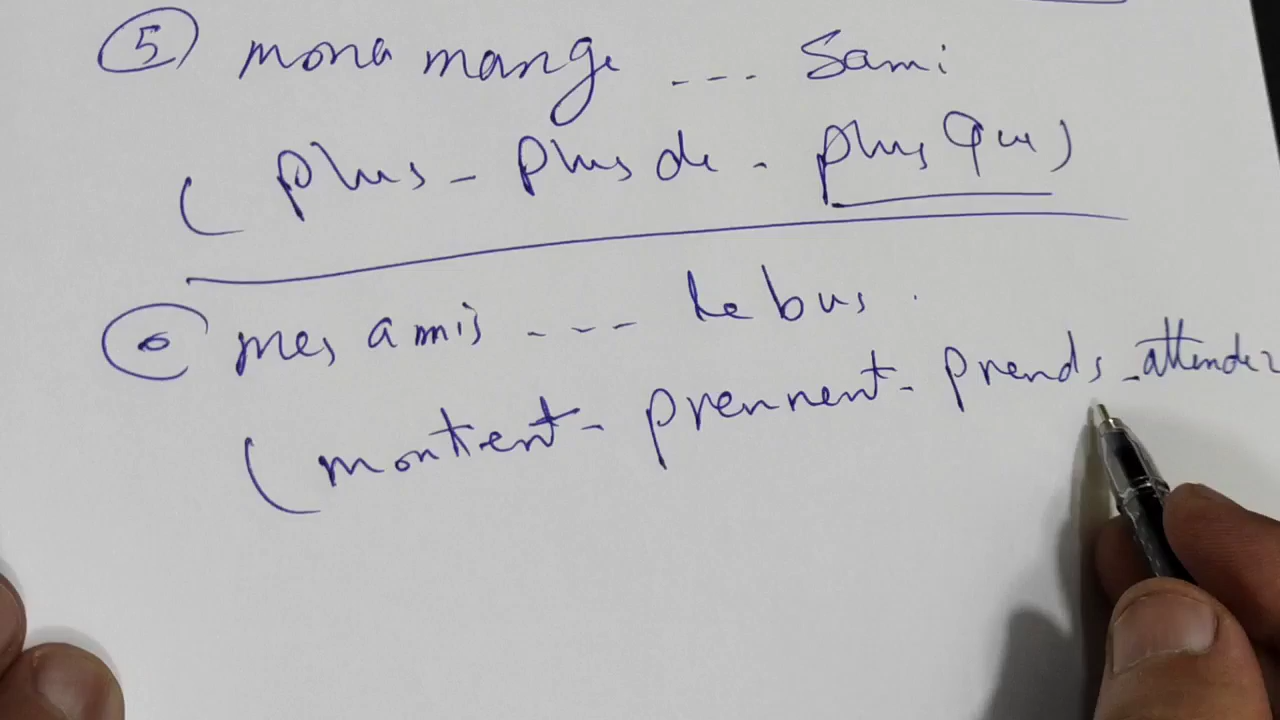 5 mona mange --- Sami
( plus - plus de - plus que )
6 mes amis --- le bus .
( montent - prennent - prends - attendez